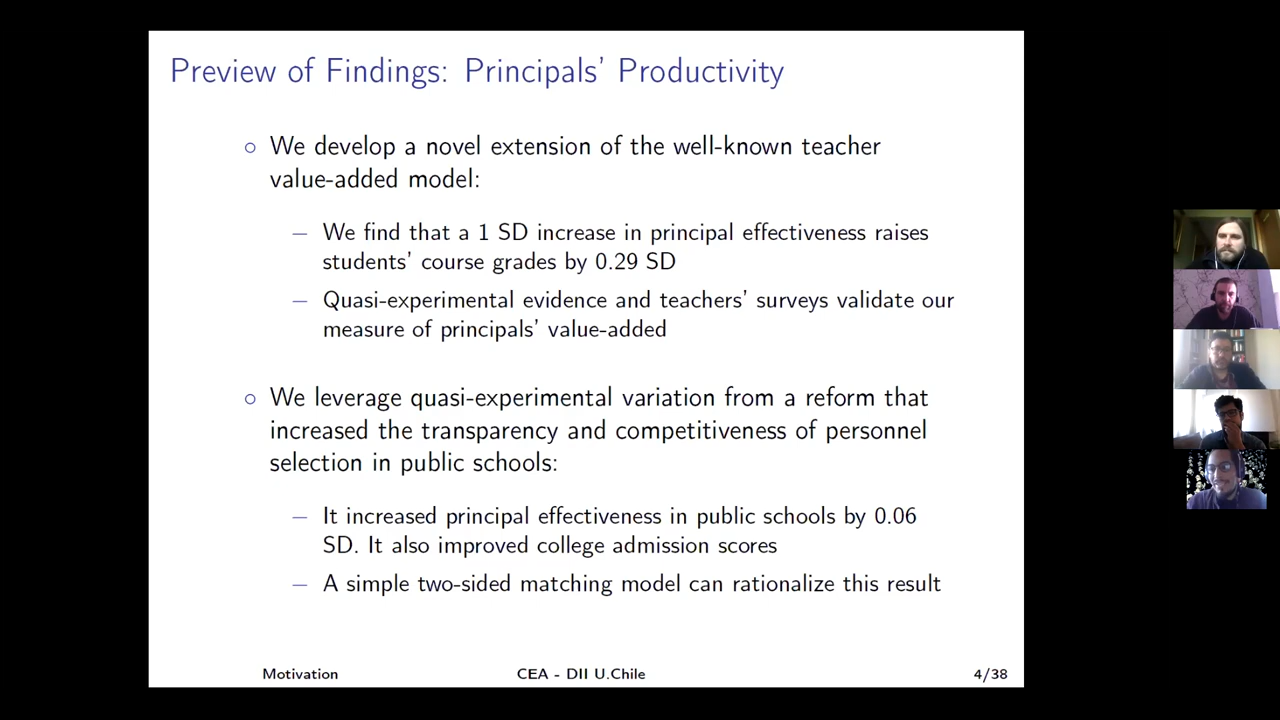 Preview of Findings: Principals' Productivity
○ We develop a novel extension of the well-known teacher
value-added model:
– We find that a 1 SD increase in principal effectiveness raises
students' course grades by 0.29 SD
– Quasi-experimental evidence and teachers' surveys validate our
measure of principals' value-added
○ We leverage quasi-experimental variation from a reform that
increased the transparency and competitiveness of personnel
selection in public schools:
– It increased principal effectiveness in public schools by 0.06
SD. It also improved college admission scores
– A simple two-sided matching model can rationalize this result
Motivation CEA - DII U.Chile 4/38